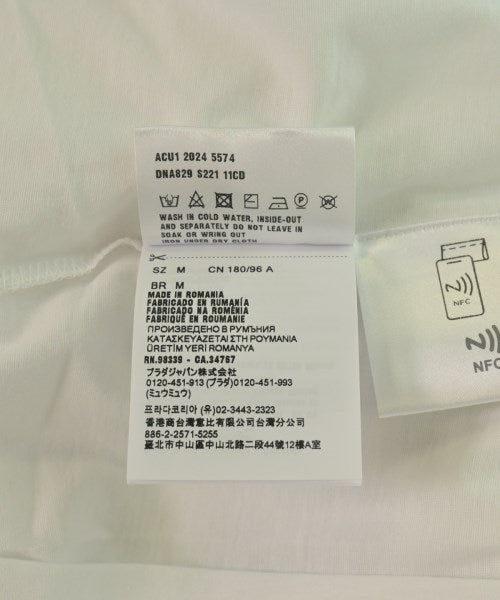 ACU1 2024 5574
DNA829 S221 11CD
WASH IN COLD WATER, INSIDE-OUT
AND SEPARATELY DO NOT LEAVE IN
SOAK OR WRING OUT
IRON UNDER DRY CLOTH
SZ M CN 180/96 A
BR M
MADE IN ROMANIA
FABRICADO EN RUMANÍA
FABRICADO NA ROMÉNIA
FABRIQUÉ EN ROUMANIE
ПРОИЗВЕДЕНО В РУМЪНИЯ
ΚΑΤΑΣΚΕΥΑΖΕΤΑΙ ΣΤΗ ΡΟΥΜΑΝΙΑ
ÜRETİM YERİ ROMANYA
RN.98339 - CA.34767
プラダジャパン株式会社
0120-451-913 (プラダ) 0120-451-993
(ミュウミュウ)
프라다코리아 (유) 02-3443-2323
香港商台灣意比有限公司台灣分公司
886-2-2571-5255
臺北市中山區中山北路二段44號12樓A室
NFC
NFC